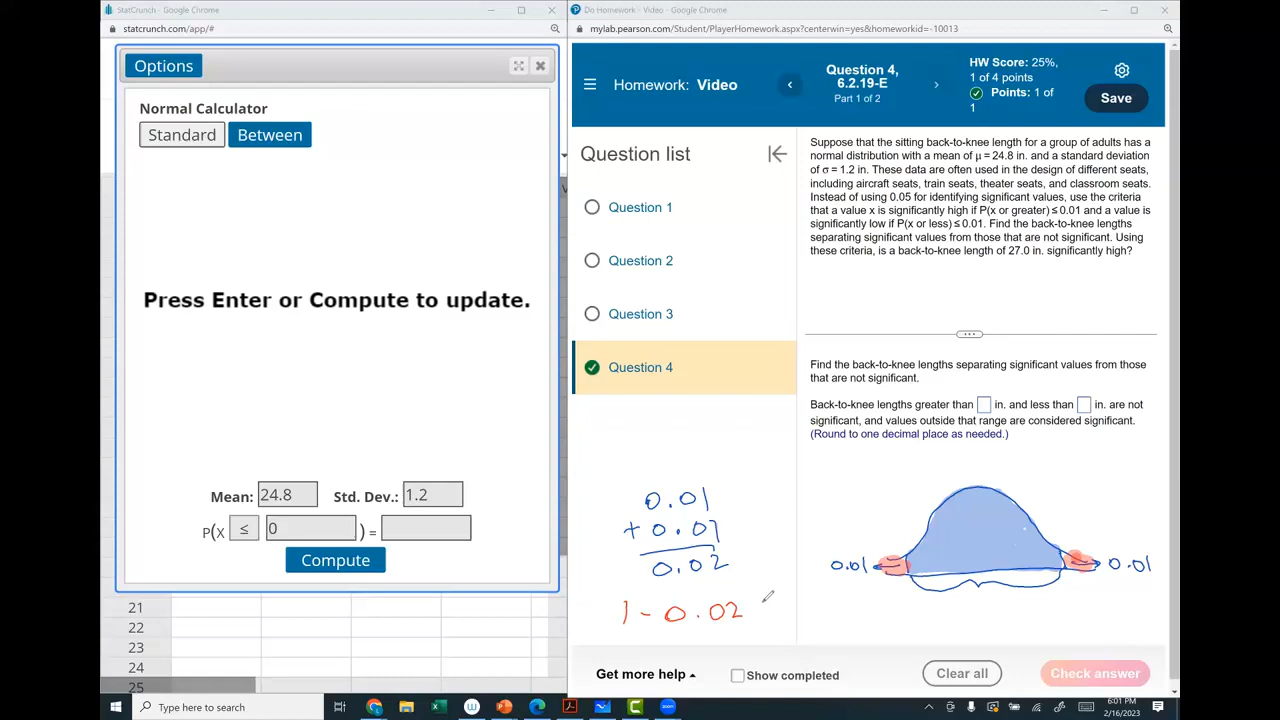 StatCrunch - Google Chrome
statcrunch.com/app/#
Options
Normal Calculator
Standard
Between
Press Enter or Compute to update.
Mean: 24.8 Std. Dev.: 1.2
P(X ≤ 0 ) =
Compute
21
22
23
24
25
Do Homework - Video - Google Chrome
mylab.pearson.com/Student/PlayerHomework.aspx?centerwin=yes&homeworkid=-10013
Homework: Video
Question 4,
6.2.19-E
Part 1 of 2
HW Score: 25%,
1 of 4 points
Points: 1 of
1
Save
Question list
Question 1
Question 2
Question 3
Question 4
Suppose that the sitting back-to-knee length for a group of adults has a
normal distribution with a mean of μ = 24.8 in. and a standard deviation
of σ = 1.2 in. These data are often used in the design of different seats,
including aircraft seats, train seats, theater seats, and classroom seats.
Instead of using 0.05 for identifying significant values, use the criteria
that a value x is significantly high if P(x or greater) ≤ 0.01 and a value is
significantly low if P(x or less) ≤ 0.01. Find the back-to-knee lengths
separating significant values from those that are not significant. Using
these criteria, is a back-to-knee length of 27.0 in. significantly high?
Find the back-to-knee lengths separating significant values from those
that are not significant.
Back-to-knee lengths greater than in. and less than in. are not
significant, and values outside that range are considered significant.
(Round to one decimal place as needed.)
0.01
+ 0.01
0.02
1 - 0.02
0.01
0.01
Get more help
Show completed
Clear all
Check answer
Type here to search
6:01 PM
2/16/2023